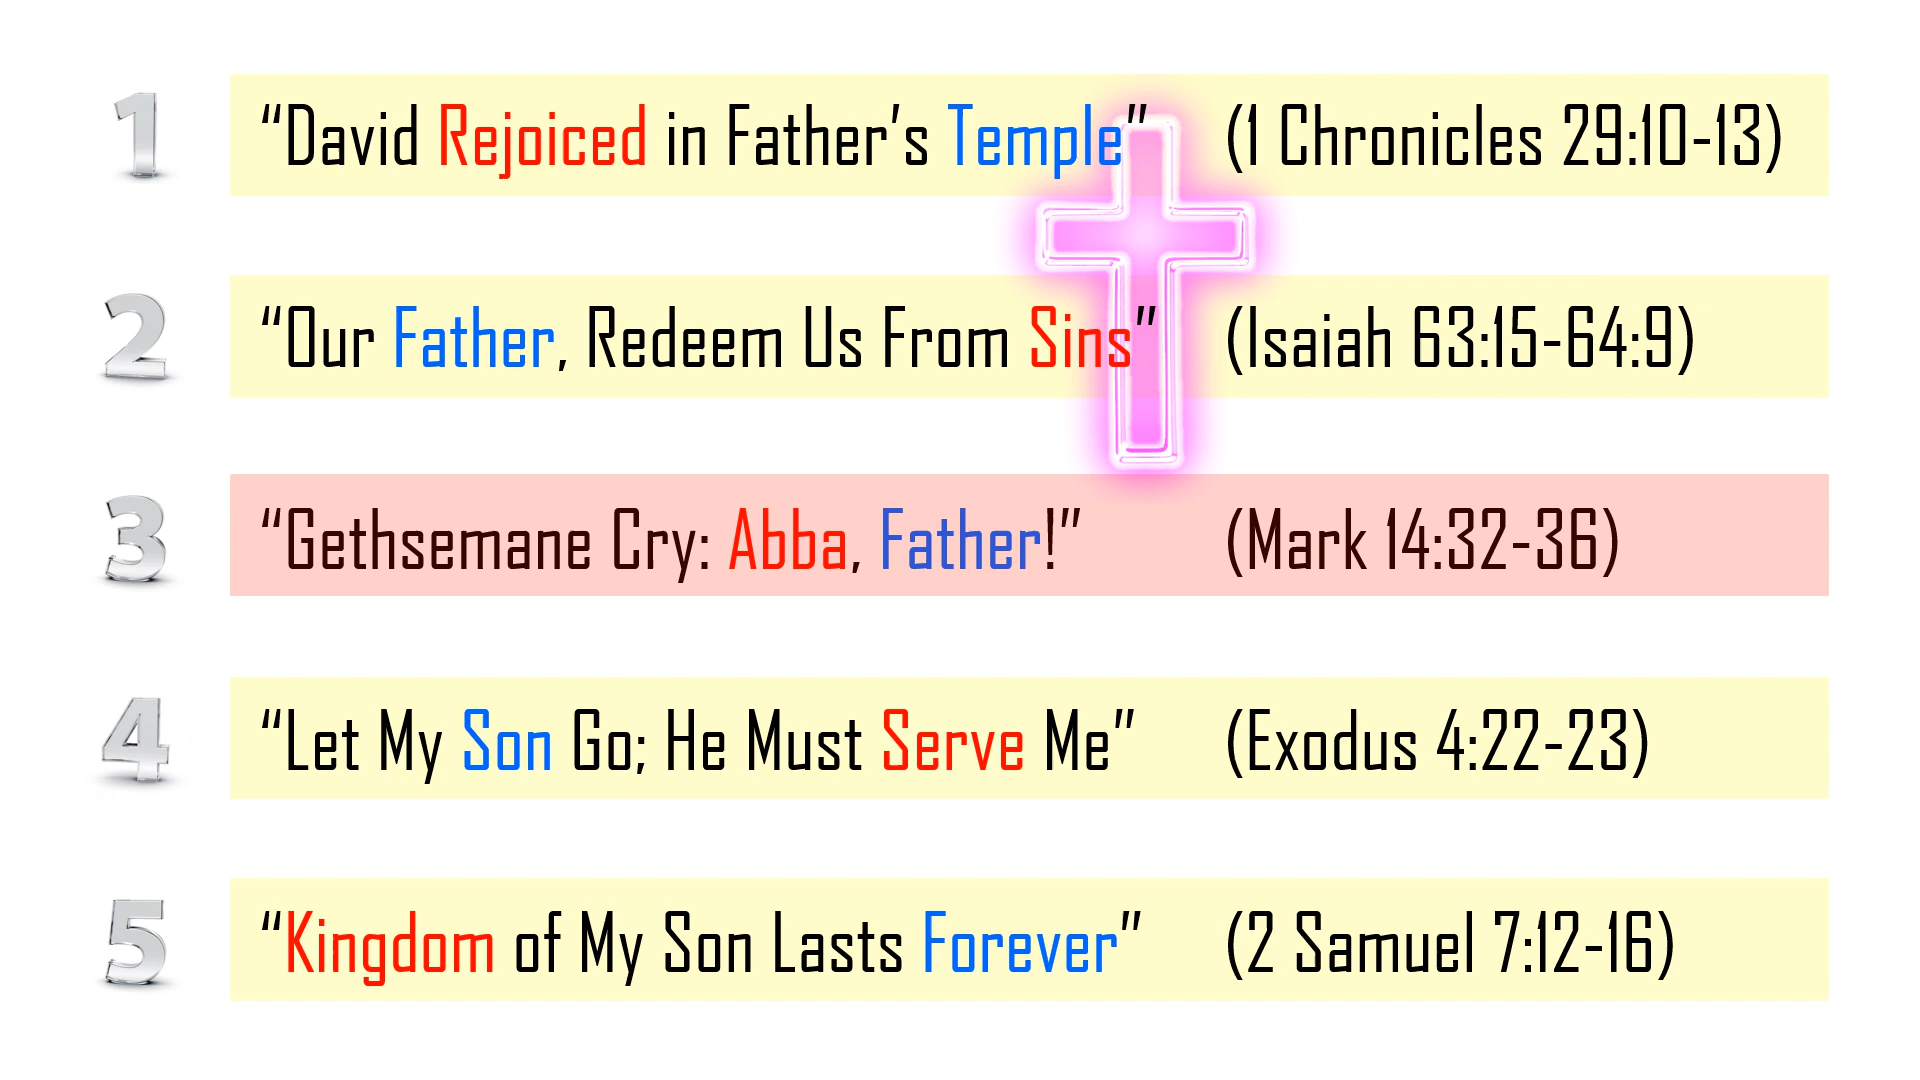 1 “David Rejoiced in Father’s Temple” (1 Chronicles 29:10-13)
2 “Our Father, Redeem Us From Sins” (Isaiah 63:15-64:9)
3 “Gethsemane Cry: Abba, Father!” (Mark 14:32-36)
4 “Let My Son Go; He Must Serve Me” (Exodus 4:22-23)
5 “Kingdom of My Son Lasts Forever” (2 Samuel 7:12-16)